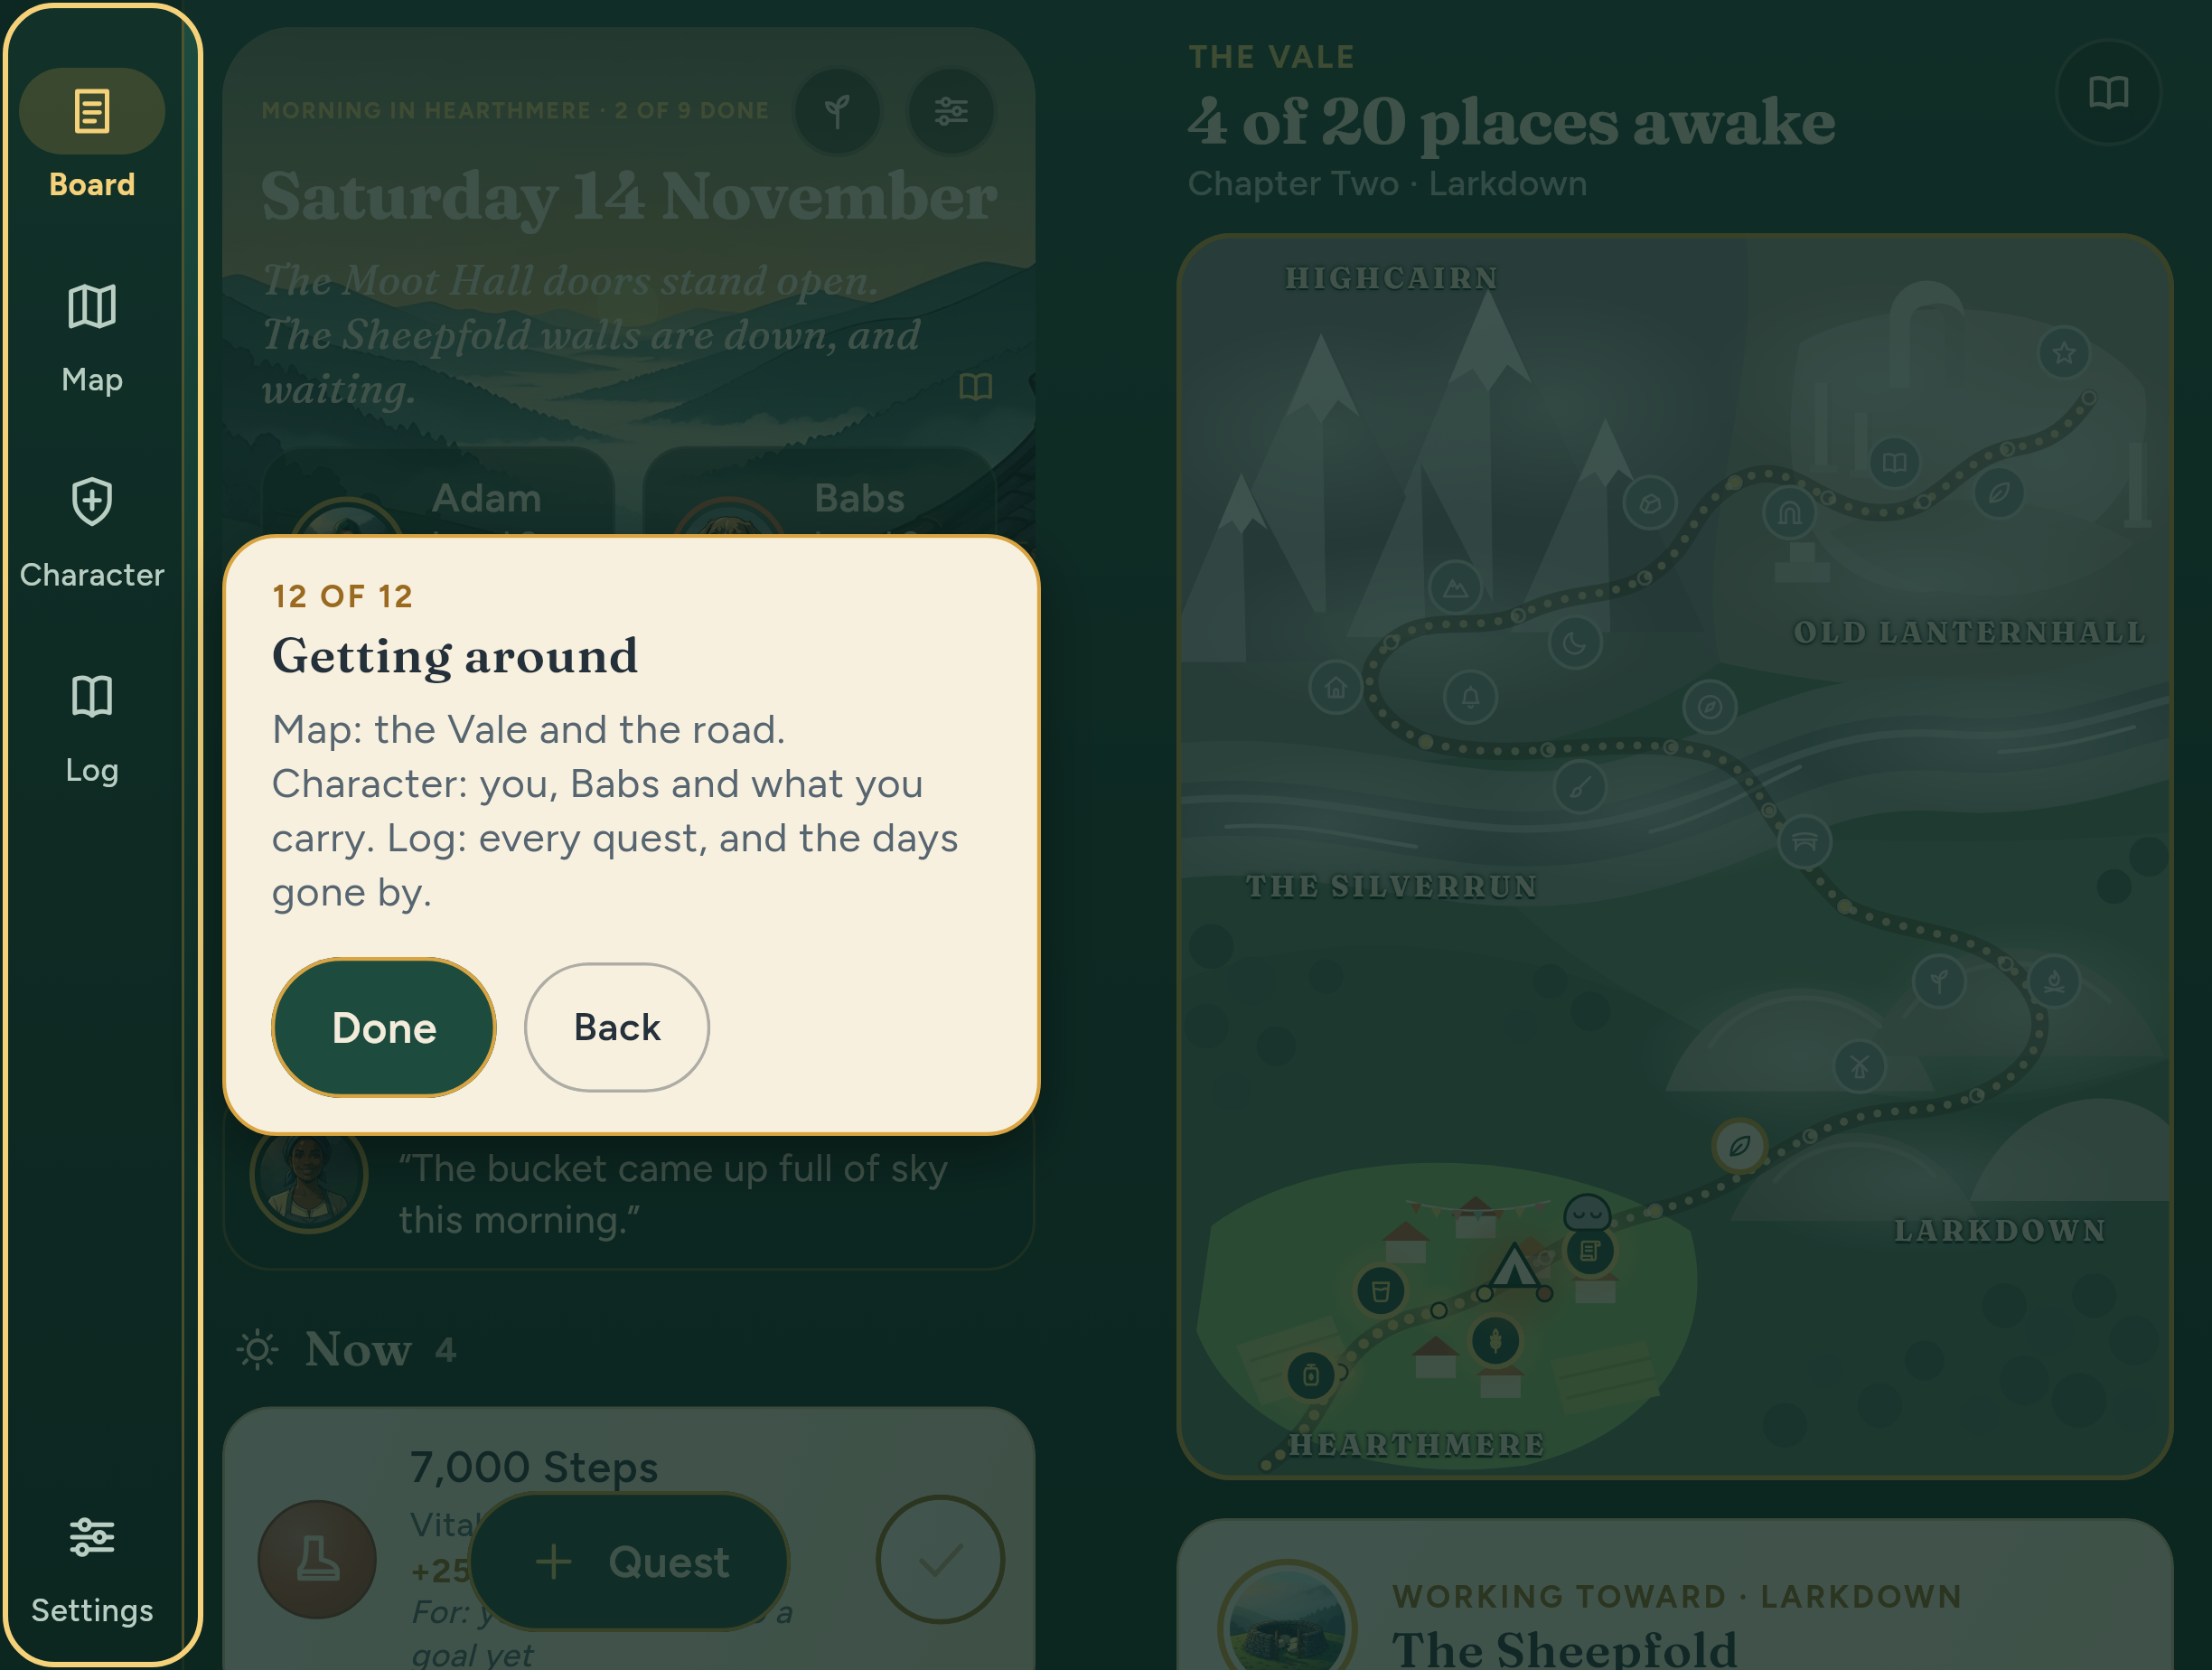 Board
Map
Character
Log
Settings
MORNING IN HEARTHMERE · 2 OF 9 DONE
Saturday 14 November
The Moot Hall doors stand open.
The Sheepfold walls are down, and
waiting.
Adam
Babs
12 OF 12
Getting around
Map: the Vale and the road.
Character: you, Babs and what you
carry. Log: every quest, and the days
gone by.
Done
Back
“The bucket came up full of sky
this morning.”
Now 4
7,000 Steps
+25
Quest
For:
a
goal yet
THE VALE
4 of 20 places awake
Chapter Two · Larkdown
HIGHCAIRN
OLD LANTERNHALL
THE SILVERRUN
LARKDOWN
HEARTHMERE
WORKING TOWARD · LARKDOWN
The Sheepfold